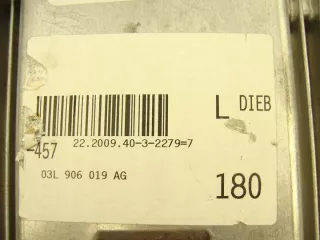 L DIEB
-457 22.2009.40-3-2279=7
03L 906 019 AG
180